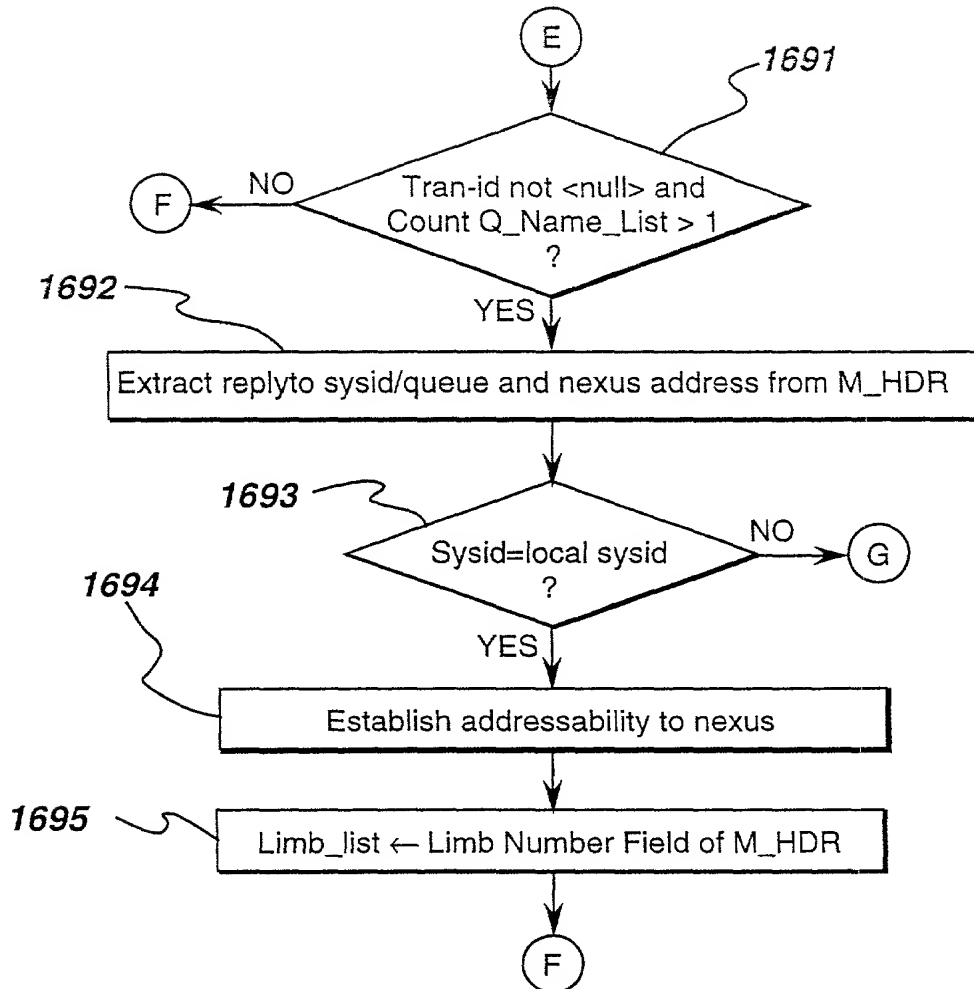 E
1691
Tran-id not <null> and
Count Q_Name_List > 1
?
NO
F
YES
1692
Extract replyto sysid/queue and nexus address from M_HDR
1693
Sysid=local sysid
?
NO
G
YES
1694
Establish addressability to nexus
1695
Limb_list ← Limb Number Field of M_HDR
F